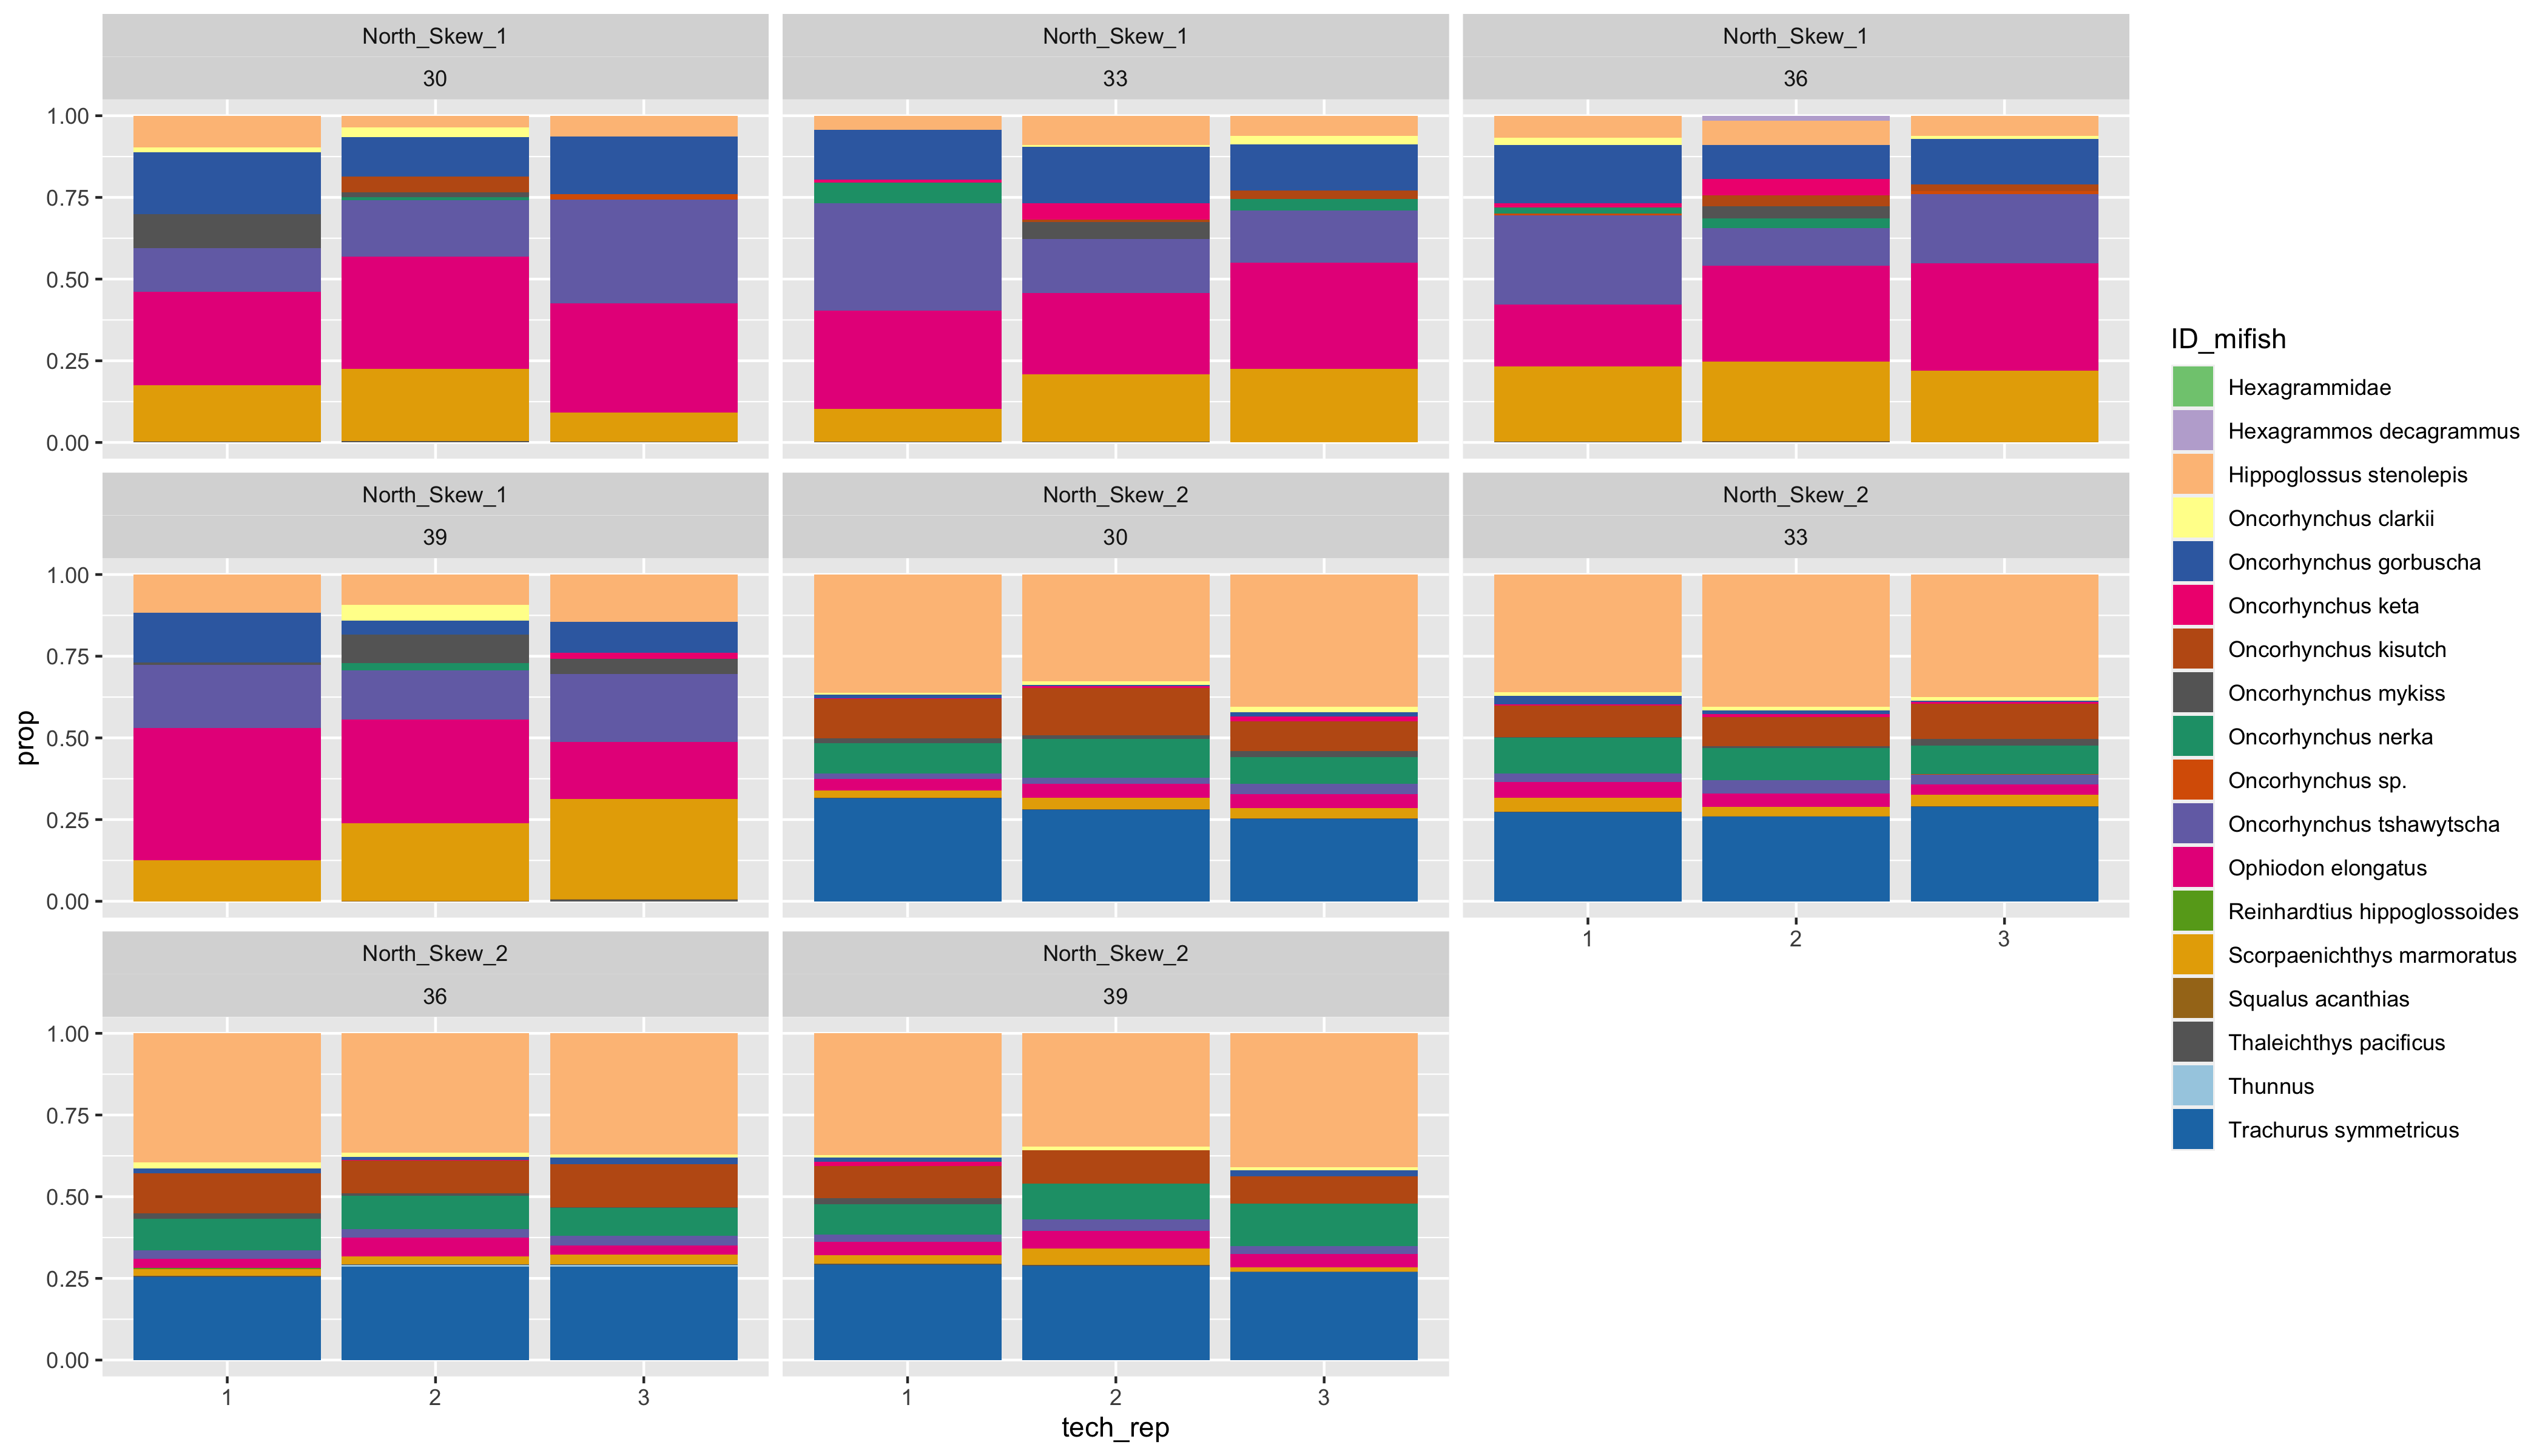 North_Skew_1
North_Skew_1
North_Skew_1
30
33
36
1.00
0.75
0.50
0.25
0.00
North_Skew_1
North_Skew_2
North_Skew_2
39
30
33
1.00
0.75
0.50
0.25
0.00
1 2 3
North_Skew_2
North_Skew_2
36
39
1.00
0.75
0.50
0.25
0.00
1 2 3
1 2 3
prop
tech_rep
ID_mifish
Hexagrammidae
Hexagrammos decagrammus
Hippoglossus stenolepis
Oncorhynchus clarkii
Oncorhynchus gorbuscha
Oncorhynchus keta
Oncorhynchus kisutch
Oncorhynchus mykiss
Oncorhynchus nerka
Oncorhynchus sp.
Oncorhynchus tshawytscha
Ophiodon elongatus
Reinhardtius hippoglossoides
Scorpaenichthys marmoratus
Squalus acanthias
Thaleichthys pacificus
Thunnus
Trachurus symmetricus